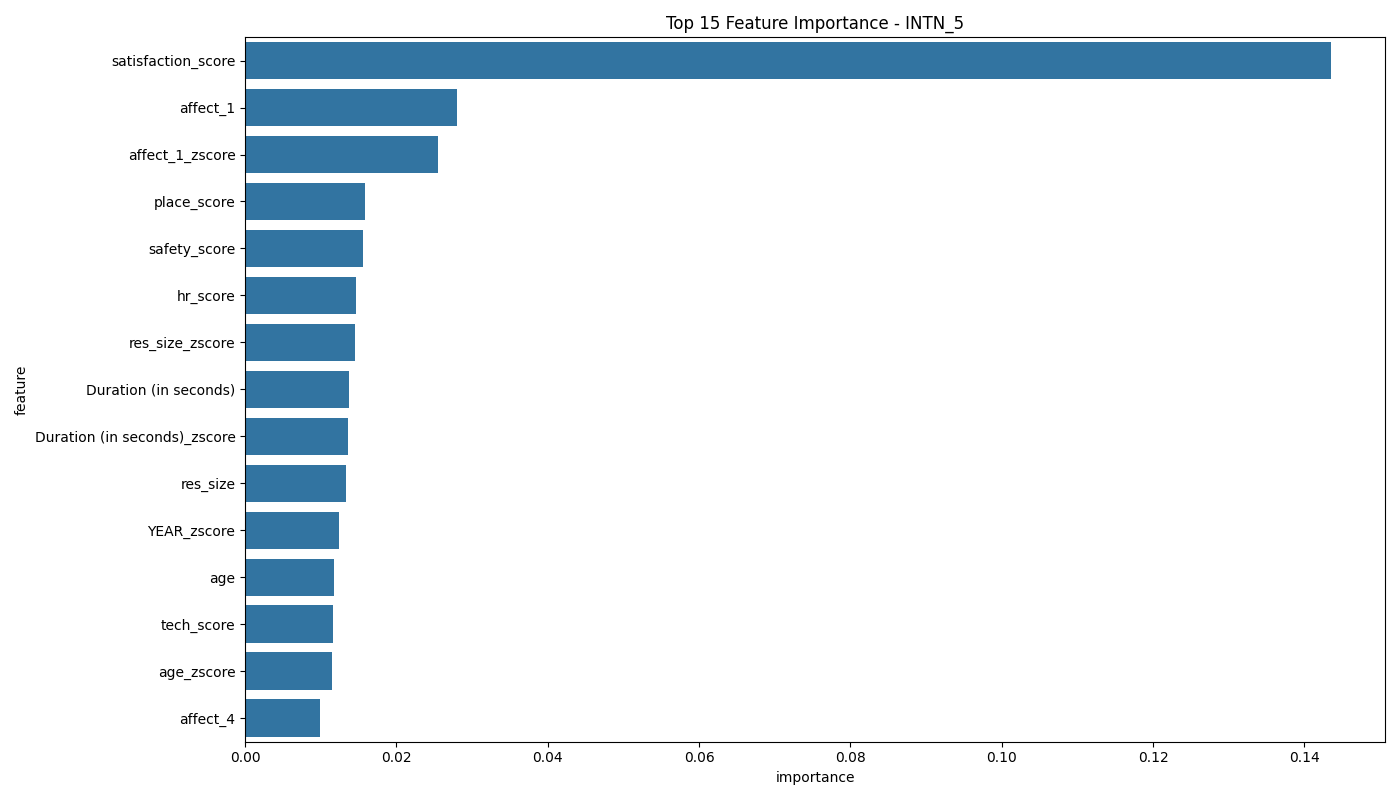 Top 15 Feature Importance - INTN_5
satisfaction_score
affect_1
affect_1_zscore
place_score
safety_score
hr_score
res_size_zscore
Duration (in seconds)
Duration (in seconds)_zscore
res_size
YEAR_zscore
age
tech_score
age_zscore
affect_4
feature
0.00 0.02 0.04 0.06 0.08 0.10 0.12 0.14
importance